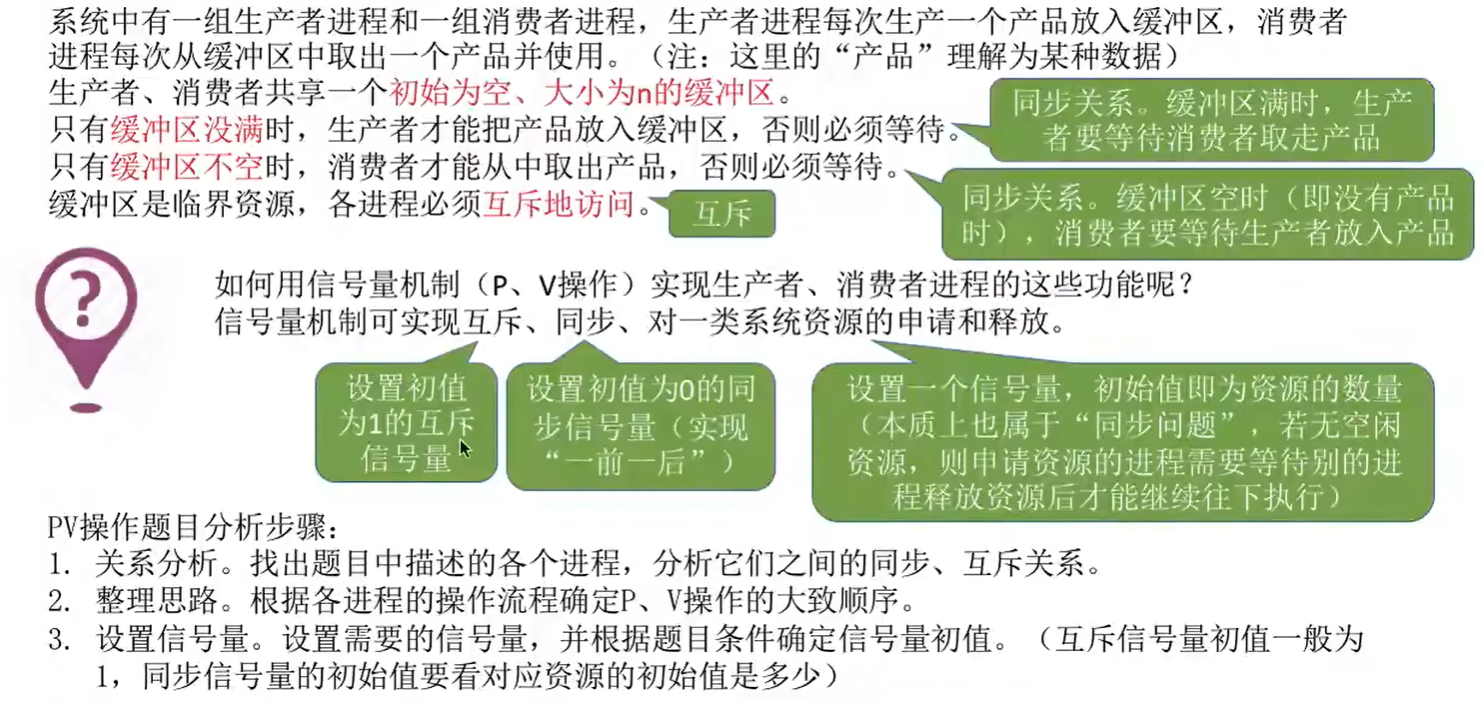 系统中有一组生产者进程和一组消费者进程，生产者进程每次生产一个产品放入缓冲区，消费者
进程每次从缓冲区中取出一个产品并使用。（注：这里的“产品”理解为某种数据）
生产者、消费者共享一个初始为空、大小为n的缓冲区。
只有缓冲区没满时，生产者才能把产品放入缓冲区，否则必须等待。
同步关系。缓冲区满时，生产
者要等待消费者取走产品
只有缓冲区不空时，消费者才能从中取出产品，否则必须等待。
同步关系。缓冲区空时（即没有产品
时），消费者要等待生产者放入产品
缓冲区是临界资源，各进程必须互斥地访问。
互斥
?
如何用信号量机制（P、V操作）实现生产者、消费者进程的这些功能呢？
信号量机制可实现互斥、同步、对一类系统资源的申请和释放。
设置初值
为1的互斥
信号量
设置初值为0的同
步信号量（实现
“一前一后”）
设置一个信号量，初始值即为资源的数量
（本质上也属于“同步问题”，若无空闲
资源，则申请资源的进程需要等待别的进
程释放资源后才能继续往下执行）
PV操作题目分析步骤：
1. 关系分析。找出题目中描述的各个进程，分析它们之间的同步、互斥关系。
2. 整理思路。根据各进程的操作流程确定P、V操作的大致顺序。
3. 设置信号量。设置需要的信号量，并根据题目条件确定信号量初值。（互斥信号量初值一般为
1，同步信号量的初始值要看对应资源的初始值是多少）